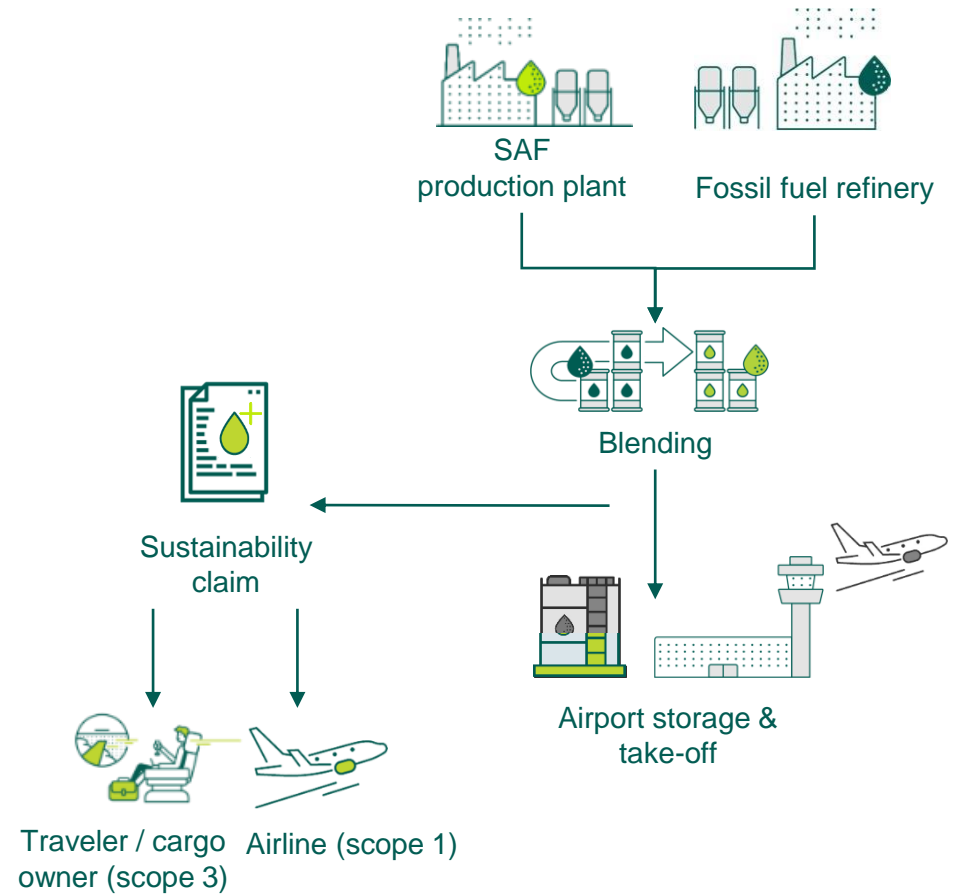 SAF
production plant
Fossil fuel refinery
Blending
Sustainability
claim
Airport storage &
take-off
Traveler / cargo
owner (scope 3)
Airline (scope 1)